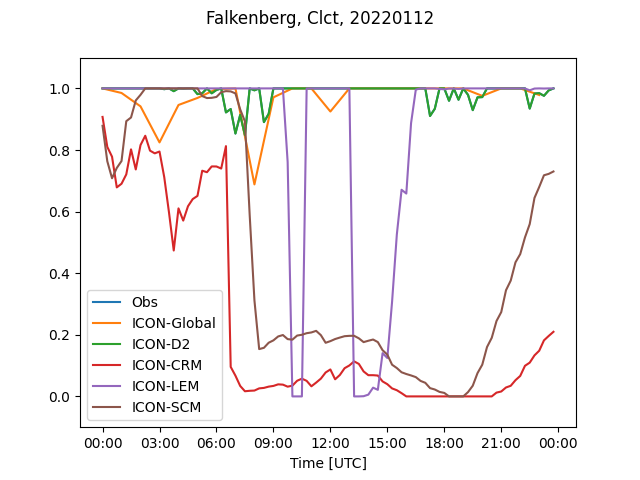 Falkenberg, Clct, 20220112
1.0
0.8
0.6
0.4
0.2
0.0
Obs
ICON-Global
ICON-D2
ICON-CRM
ICON-LEM
ICON-SCM
00:00 03:00 06:00 09:00 12:00 15:00 18:00 21:00 00:00
Time [UTC]